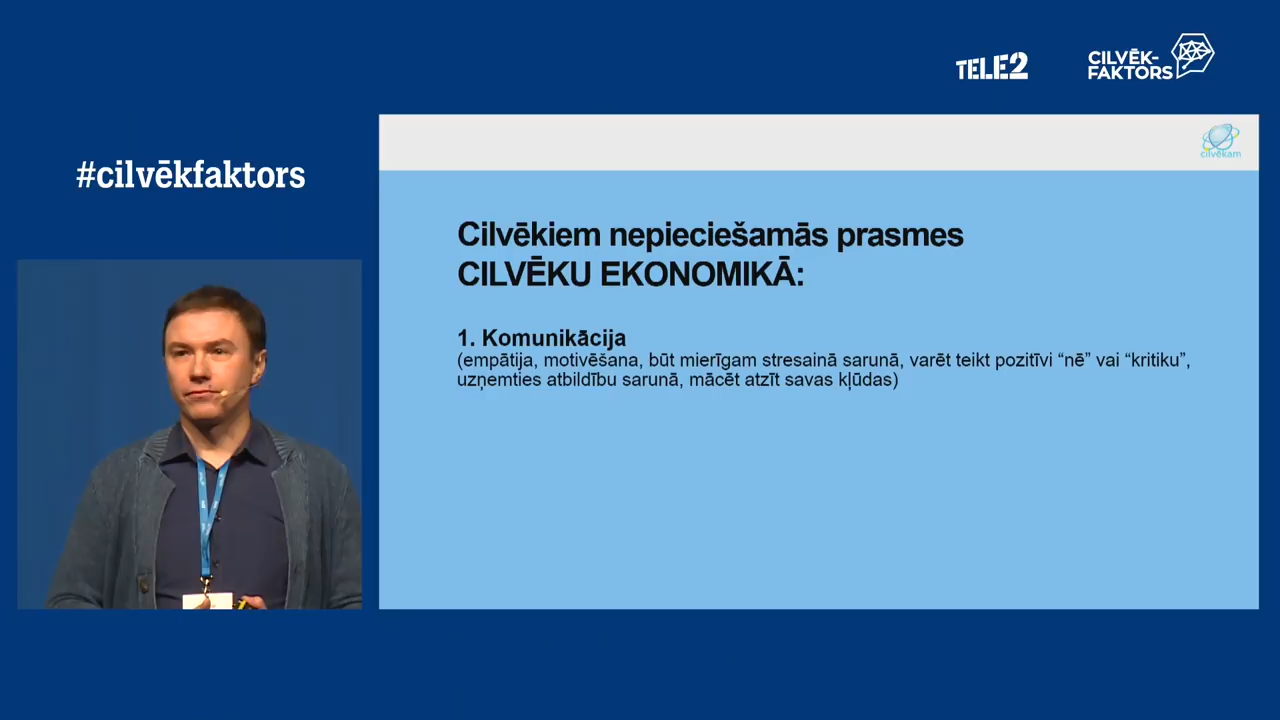 TELE2
CILVĒK-
FAKTORS
#cilvēkfaktors
cilvēkam
Cilvēkiem nepieciešamās prasmes
CILVĒKU EKONOMIKĀ:
1. Komunikācija
(empātija, motivēšana, būt mierīgam stresainā sarunā, varēt teikt pozitīvi “nē” vai “kritiku”,
uzņemties atbildību sarunā, mācēt atzīt savas kļūdas)